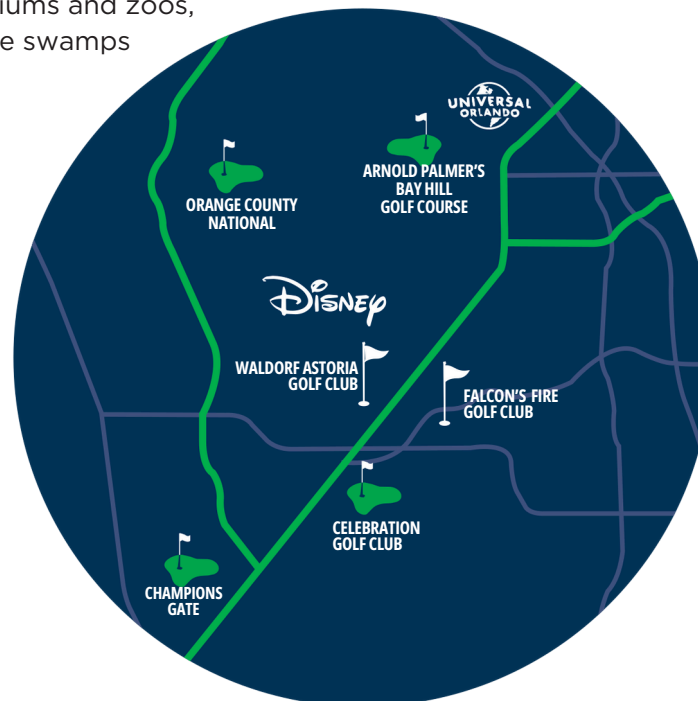 iums and zoos,
e swamps
UNIVERSAL
ORLANDO
ARNOLD PALMER'S
BAY HILL
GOLF COURSE
ORANGE COUNTY
NATIONAL
Disney
WALDORF ASTORIA
GOLF CLUB
FALCON'S FIRE
GOLF CLUB
CELEBRATION
GOLF CLUB
CHAMPIONS
GATE